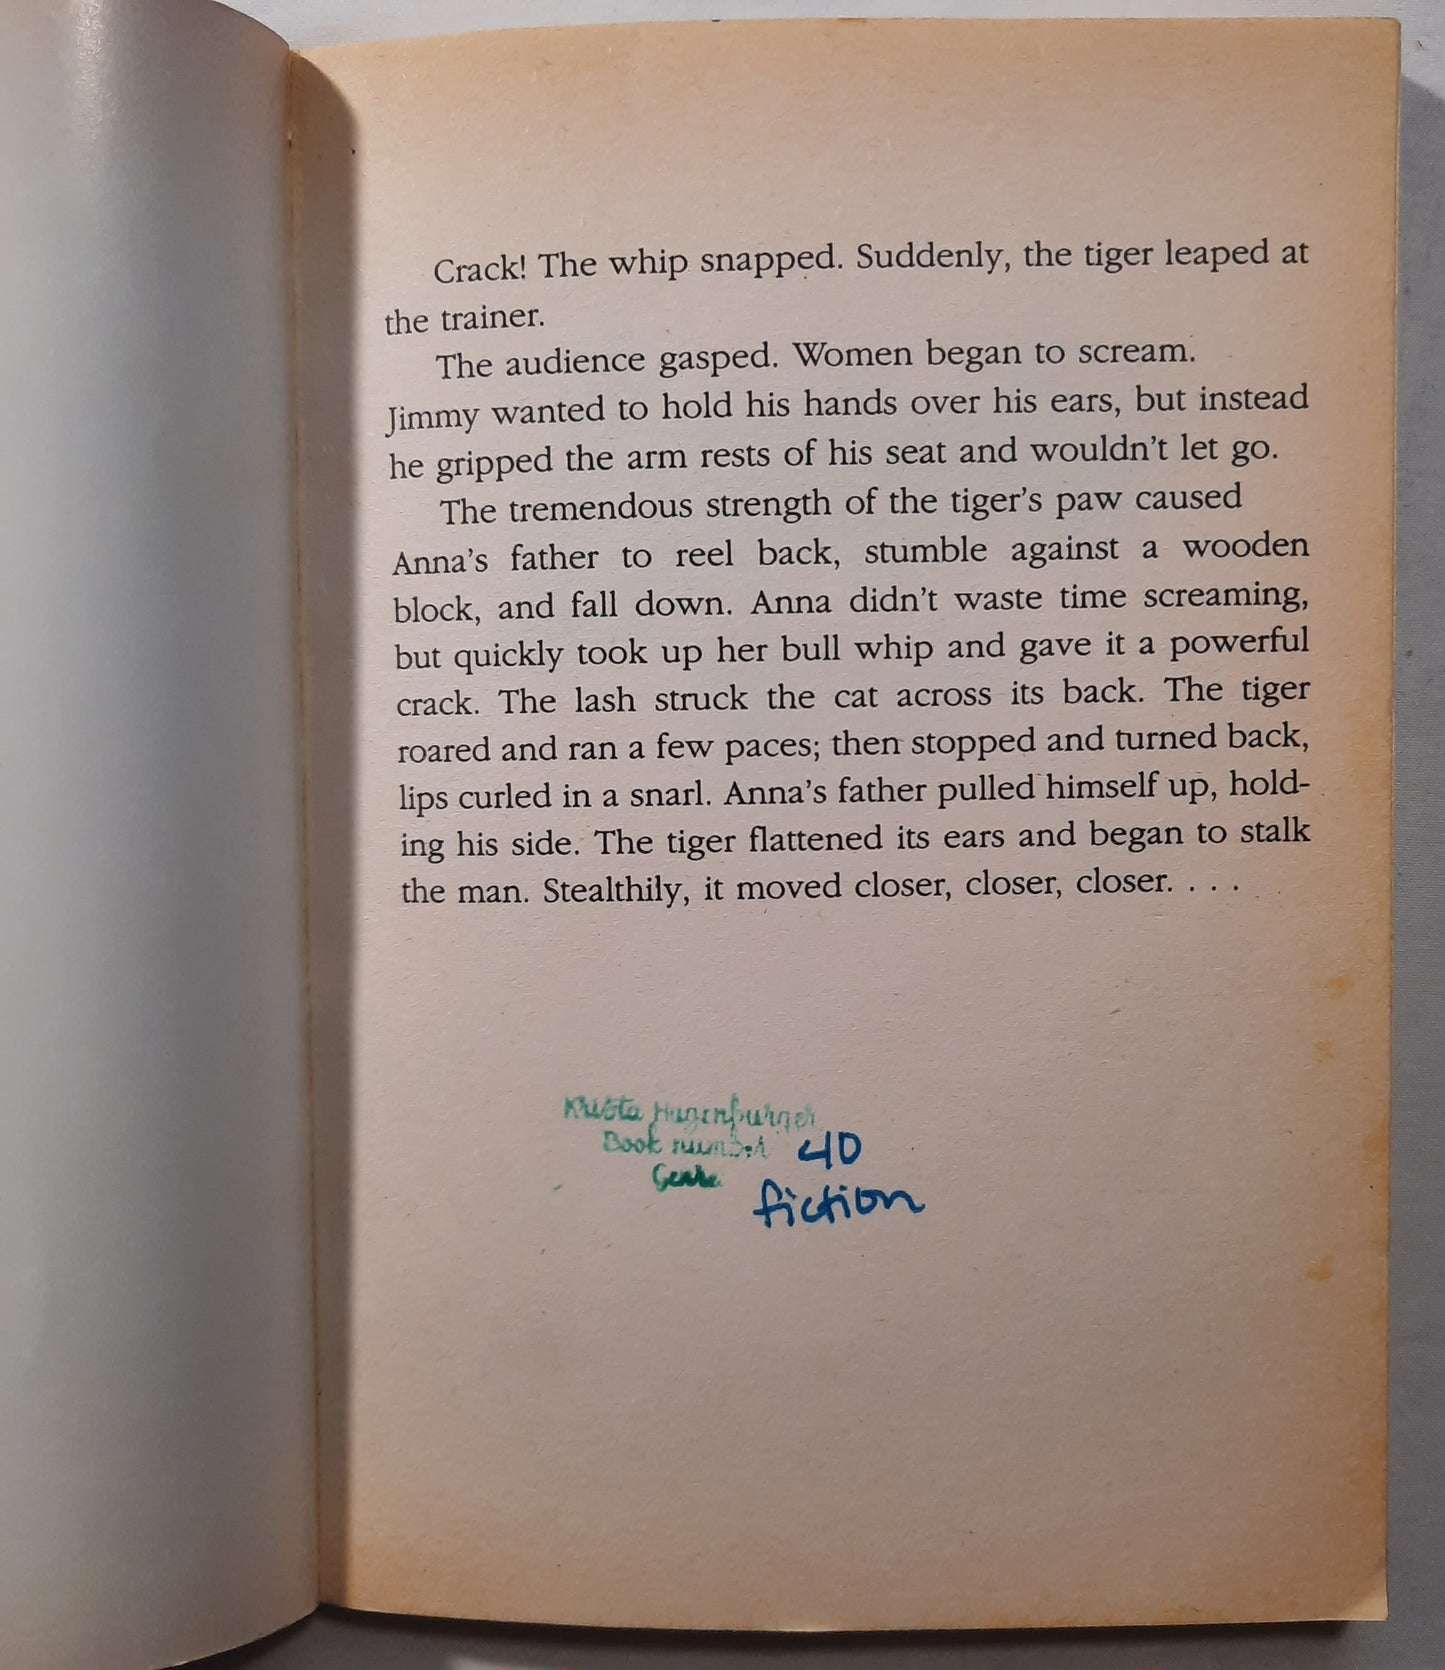 Crack! The whip snapped. Suddenly, the tiger leaped at
the trainer.
The audience gasped. Women began to scream.
Jimmy wanted to hold his hands over his ears, but instead
he gripped the arm rests of his seat and wouldn't let go.
The tremendous strength of the tiger's paw caused
Anna's father to reel back, stumble against a wooden
block, and fall down. Anna didn't waste time screaming,
but quickly took up her bull whip and gave it a powerful
crack. The lash struck the cat across its back. The tiger
roared and ran a few paces; then stopped and turned back,
lips curled in a snarl. Anna's father pulled himself up, hold-
ing his side. The tiger flattened its ears and began to stalk
the man. Stealthily, it moved closer, closer, closer. . . .
Krista
Book number 40
Genre
fiction